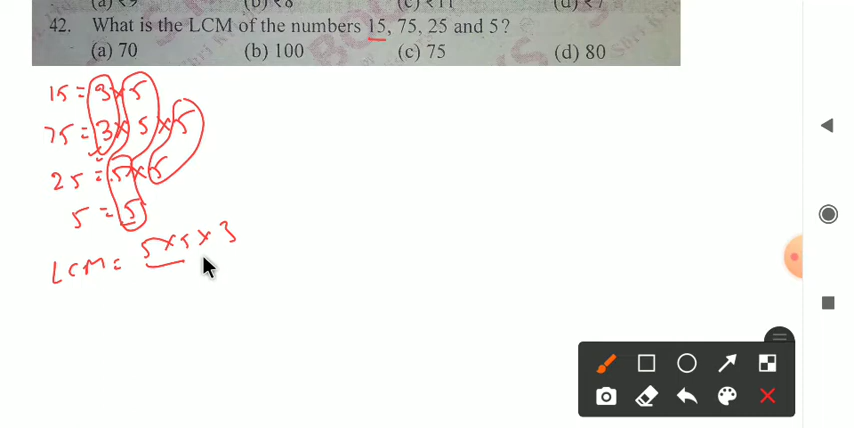 42. What is the LCM of the numbers 15, 75, 25 and 5?
(a) 70 (b) 100 (c) 75 (d) 80
15 = 3 × 5
75 = 3 × 5 × 5
25 = 5 × 5
5 = 5
LCM = 5 × 5 × 3